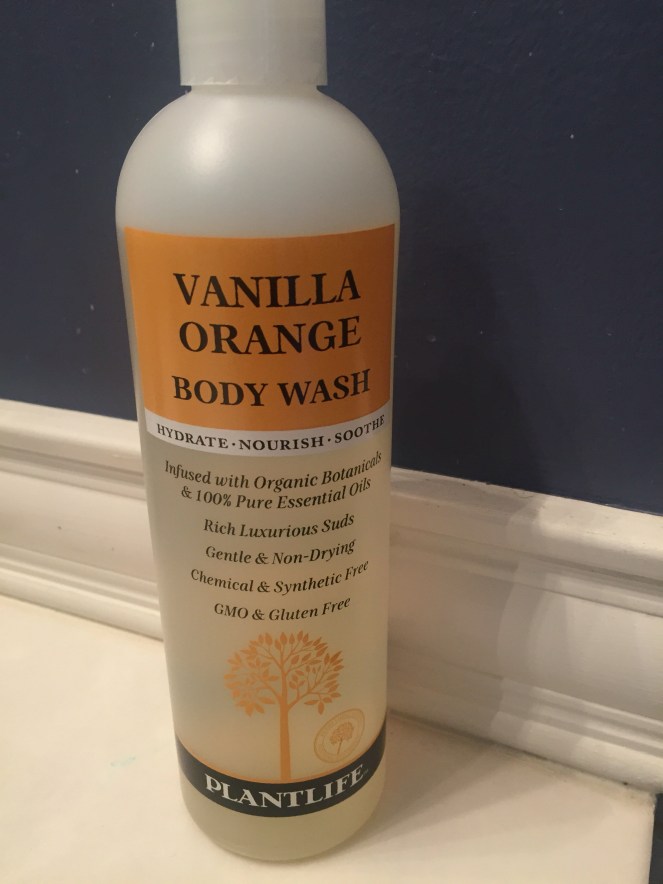 VANILLA
ORANGE
BODY WASH
HYDRATE · NOURISH · SOOTHE
Infused with Organic Botanicals
& 100% Pure Essential Oils
Rich Luxurious Suds
Gentle & Non-Drying
Chemical & Synthetic Free
GMO & Gluten Free
PLANTLIFE